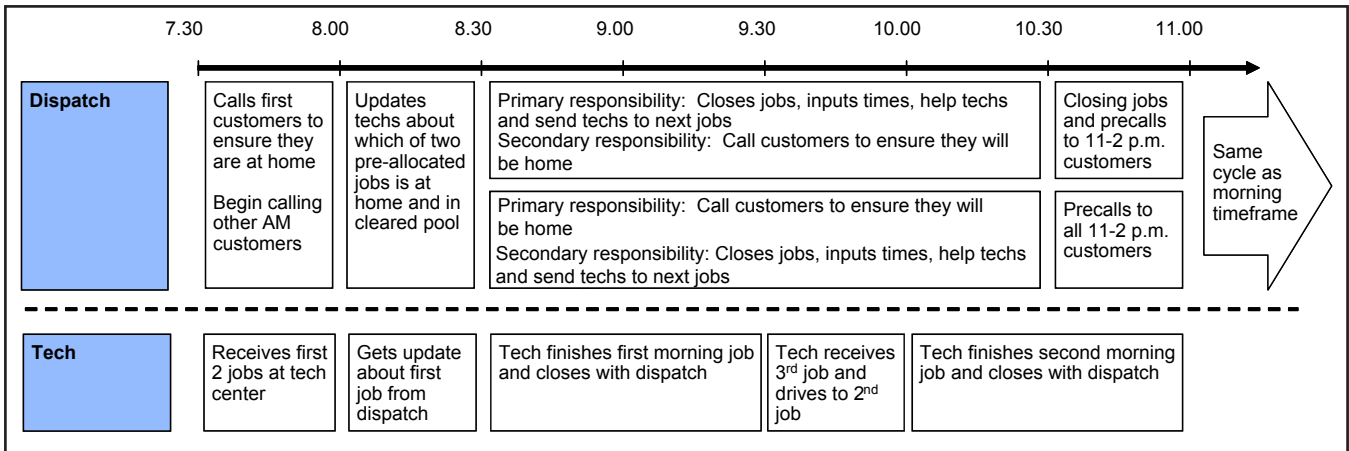 7.30 8.00 8.30 9.00 9.30 10.00 10.30 11.00
Dispatch
Calls first
customers to
ensure they
are at home
Begin calling
other AM
customers
Updates
techs about
which of two
pre-allocated
jobs is at
home and in
cleared pool
Primary responsibility: Closes jobs, inputs times, help techs
and send techs to next jobs
Secondary responsibility: Call customers to ensure they will
be home
Primary responsibility: Call customers to ensure they will
be home
Secondary responsibility: Closes jobs, inputs times, help techs
and send techs to next jobs
Closing jobs
and precalls
to 11-2 p.m.
customers
Precalls to
all 11-2 p.m.
customers
Same
cycle as
morning
timeframe
Tech
Receives first
2 jobs at tech
center
Gets update
about first
job from
dispatch
Tech finishes first morning job
and closes with dispatch
Tech receives
3rd job and
drives to 2nd
job
Tech finishes second morning
job and closes with dispatch